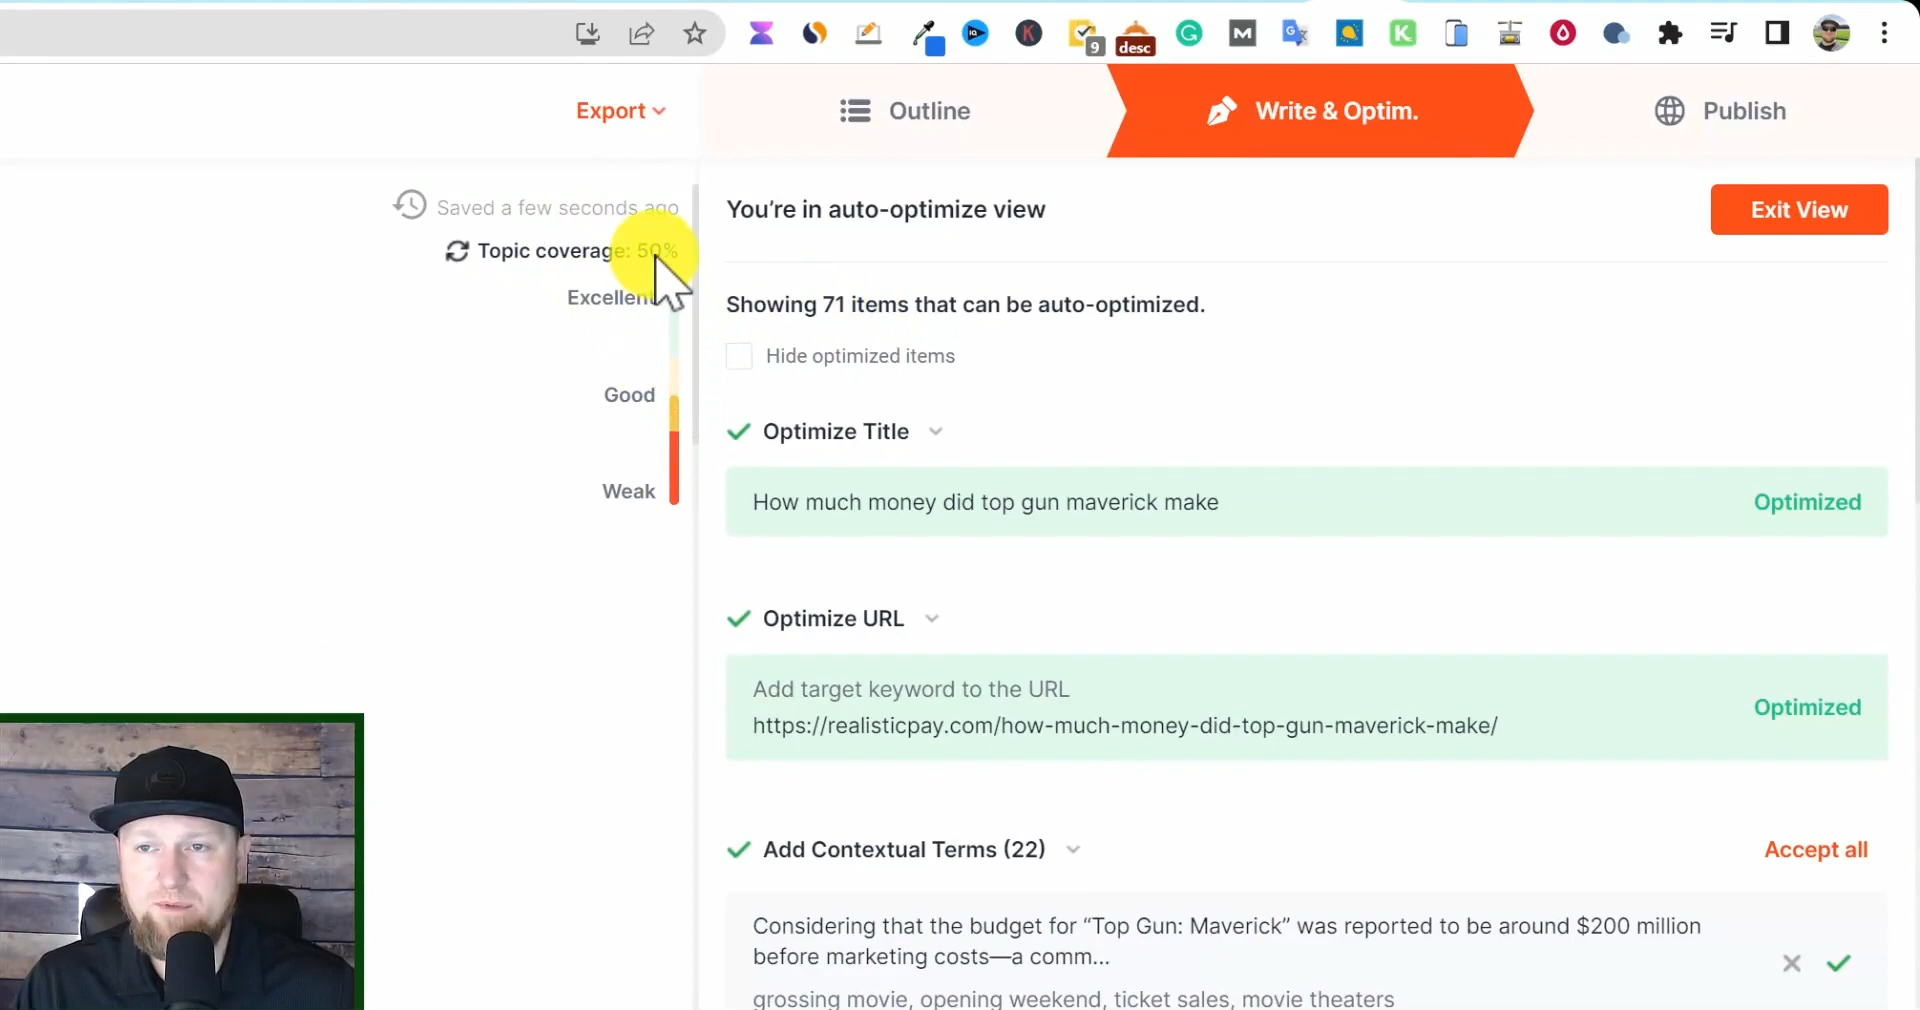 9
desc
Export
Outline
Write & Optim.
Publish
Saved a few seconds ago
Topic coverage: 50%
Excellent
Good
Weak
You're in auto-optimize view
Exit View
Showing 71 items that can be auto-optimized.
Hide optimized items
Optimize Title
How much money did top gun maverick make
Optimized
Optimize URL
Add target keyword to the URL
https://realisticpay.com/how-much-money-did-top-gun-maverick-make/
Optimized
Add Contextual Terms (22)
Accept all
Considering that the budget for “Top Gun: Maverick” was reported to be around $200 million
before marketing costs—a comm...
grossing movie, opening weekend, ticket sales, movie theaters